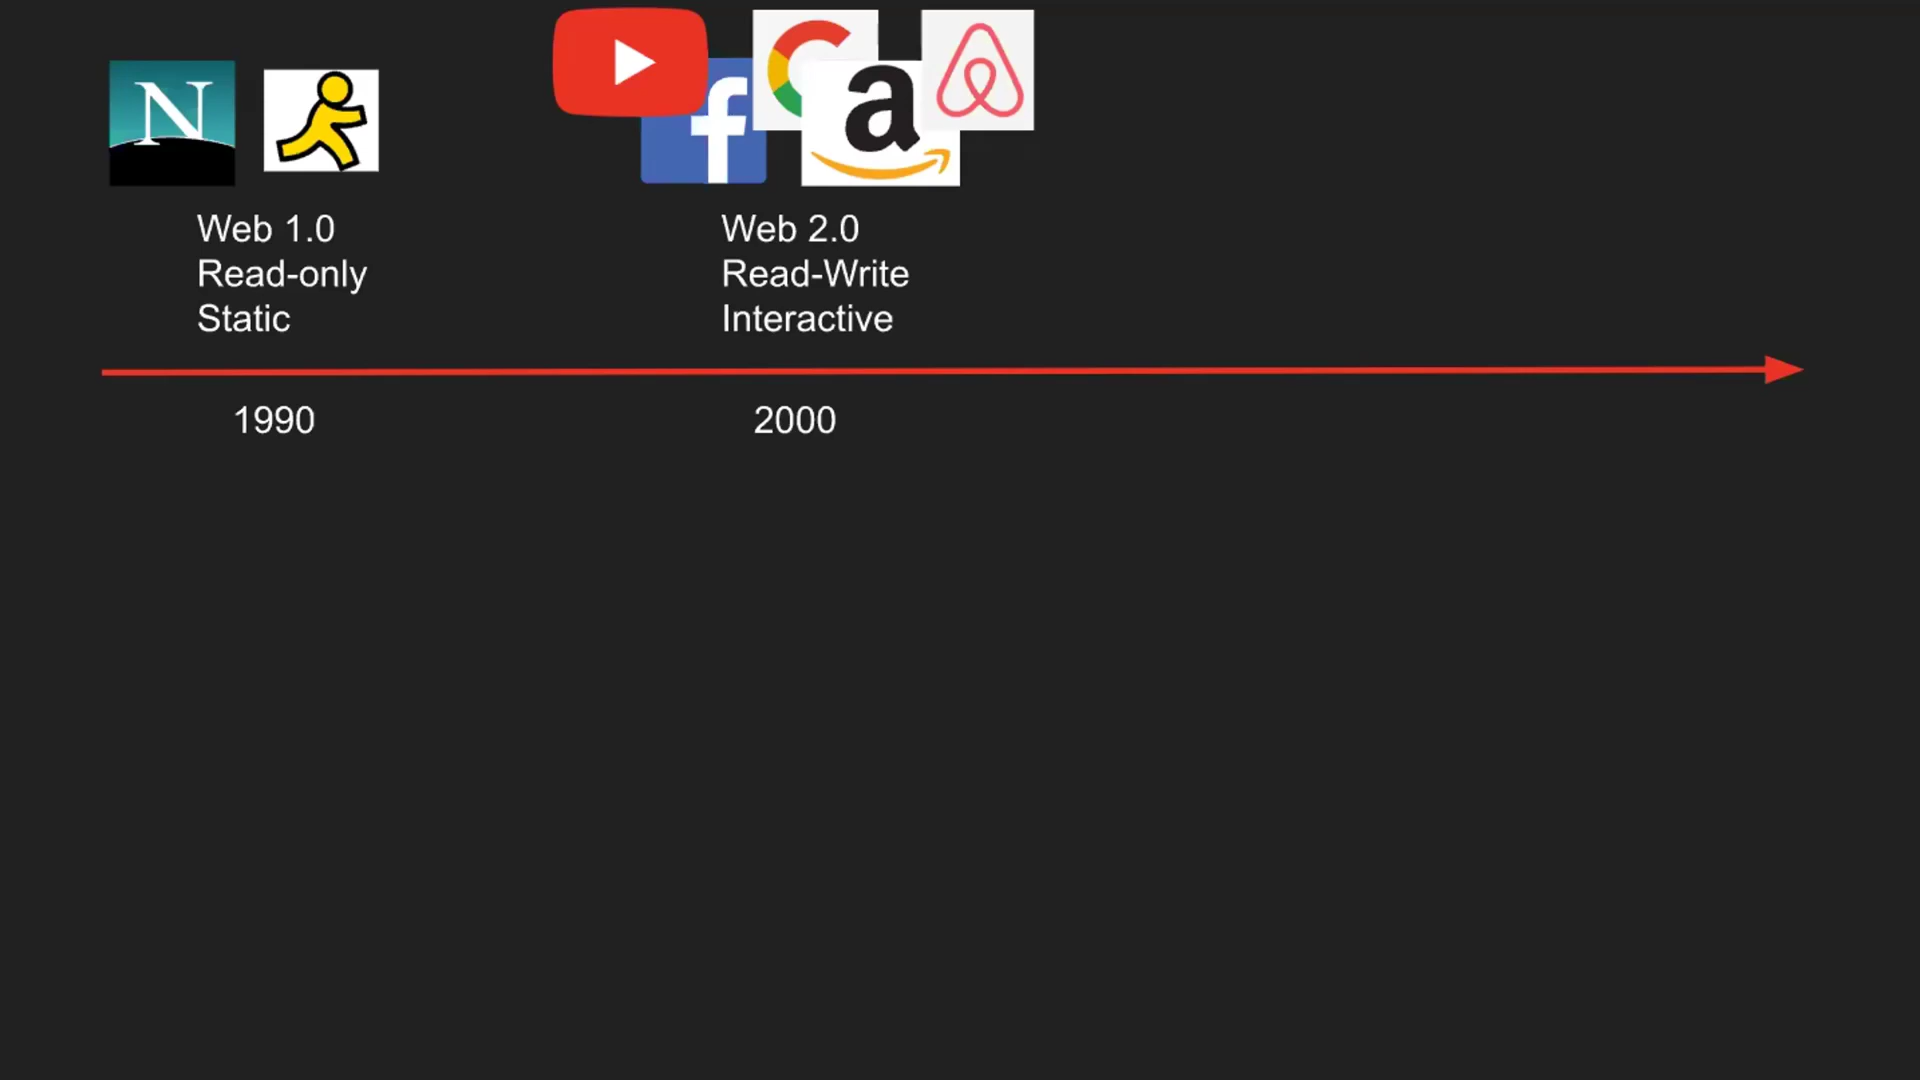 N
f
a
Web 1.0
Read-only
Static
Web 2.0
Read-Write
Interactive
1990
2000